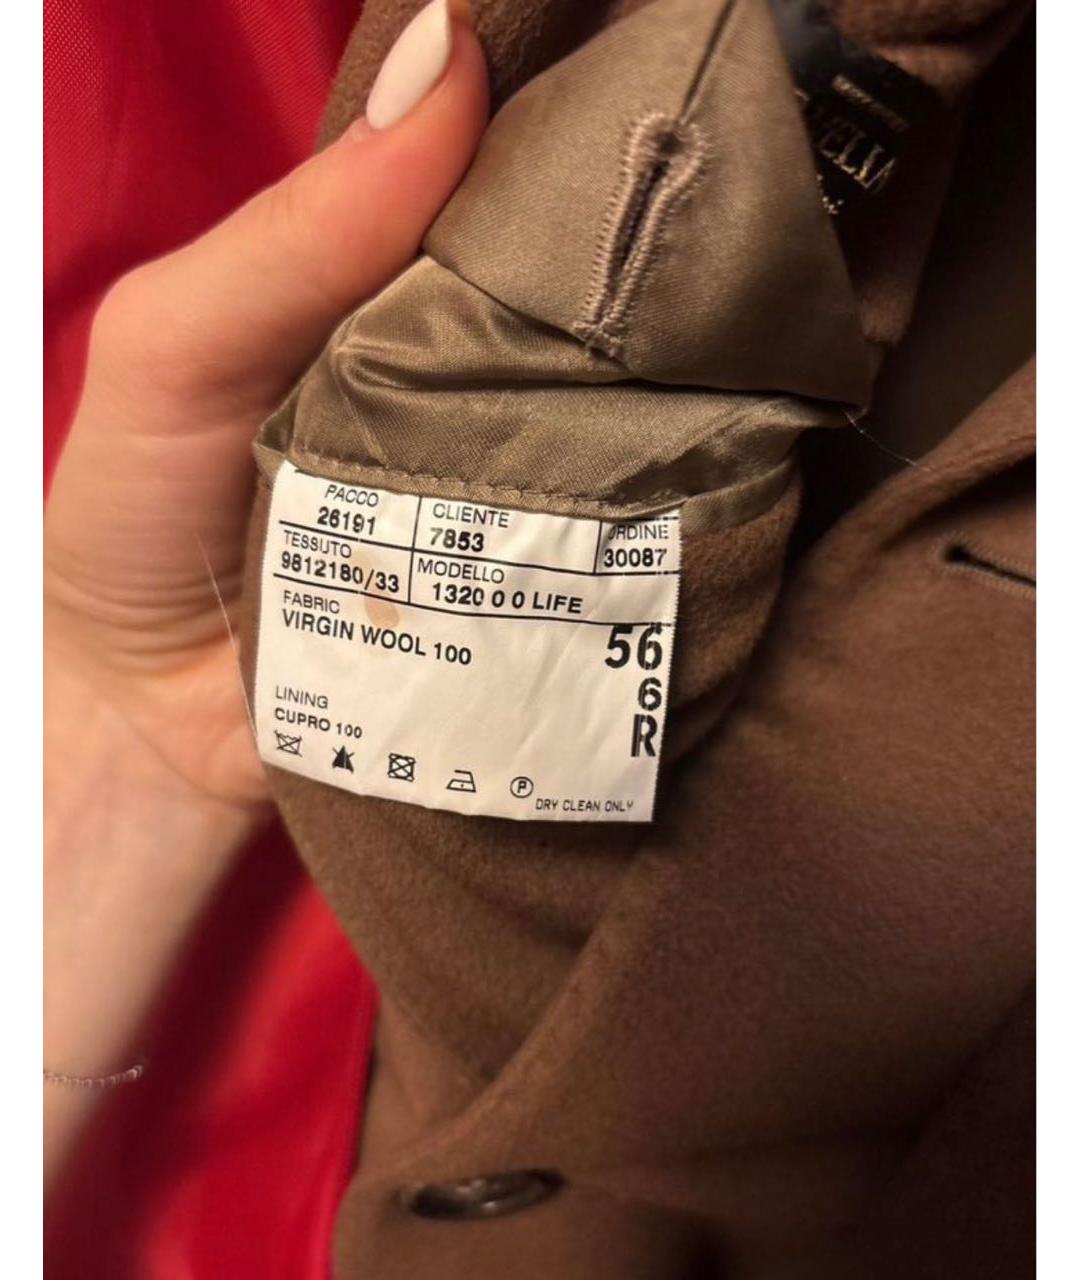 PACCO
26191
CLIENTE
7853
ORDINE
30087
TESSUTO
9812180/33
MODELLO
1320 0 0 LIFE
FABRIC
VIRGIN WOOL 100
56
6
R
LINING
CUPRO 100
P
DRY CLEAN ONLY